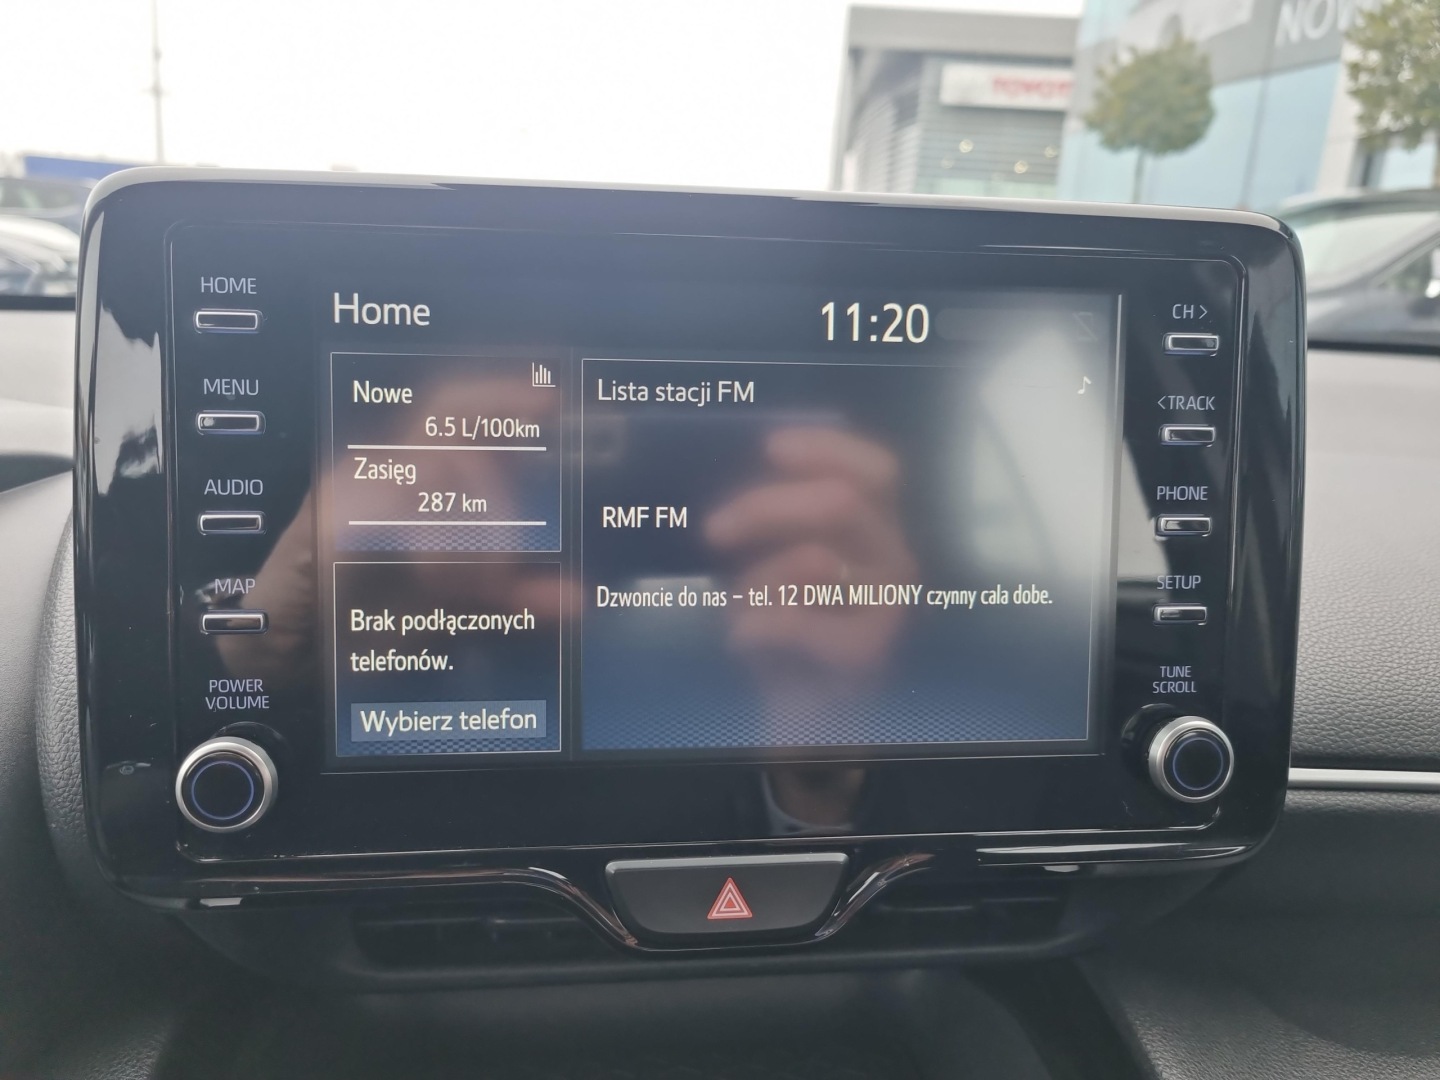 TOYOTA
NOW
HOME
MENU
AUDIO
MAP
POWER
VOLUME
Home
11:20
Nowe
6.5 L/100km
Zasięg
287 km
Brak podłączonych
telefonów.
Wybierz telefon
Lista stacji FM
RMF FM
Dzwoncie do nas – tel. 12 DWA MILIONY czynny cala dobe.
CH >
< TRACK
PHONE
SETUP
TUNE
SCROLL